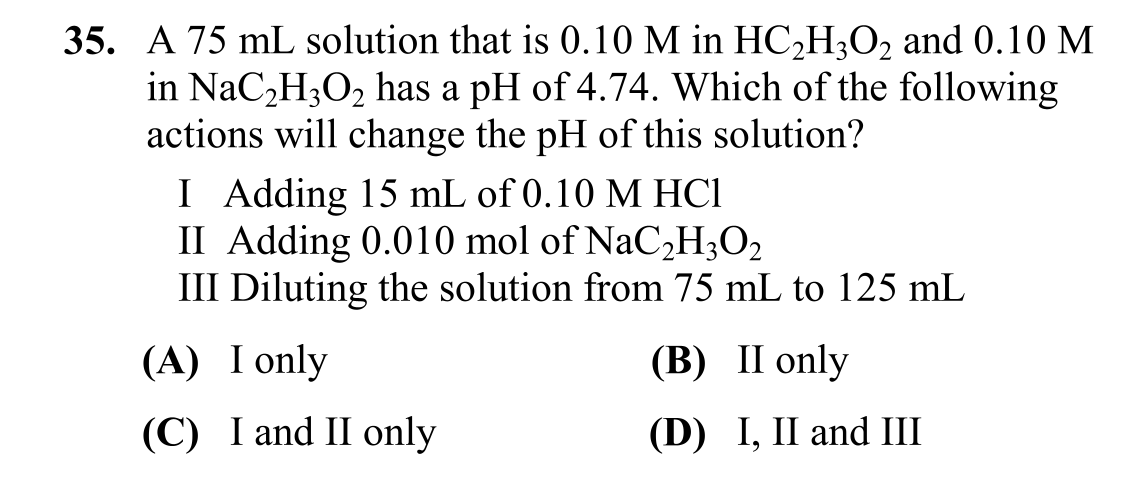 35. A 75 mL solution that is 0.10 M in HC₂H₃O₂ and 0.10 M
in NaC₂H₃O₂ has a pH of 4.74. Which of the following
actions will change the pH of this solution?
I Adding 15 mL of 0.10 M HCl
II Adding 0.010 mol of NaC₂H₃O₂
III Diluting the solution from 75 mL to 125 mL
(A) I only (B) II only
(C) I and II only (D) I, II and III